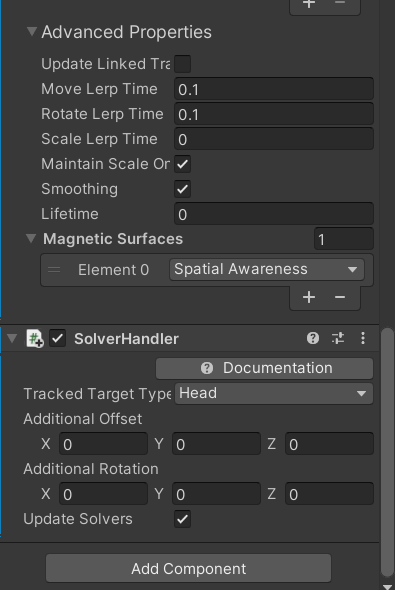 Advanced Properties
Update Linked Tra
Move Lerp Time 0.1
Rotate Lerp Time 0.1
Scale Lerp Time 0
Maintain Scale On
Smoothing
Lifetime 0
Magnetic Surfaces 1
Element 0 Spatial Awareness
SolverHandler
Documentation
Tracked Target Type Head
Additional Offset
X 0 Y 0 Z 0
Additional Rotation
X 0 Y 0 Z 0
Update Solvers
Add Component